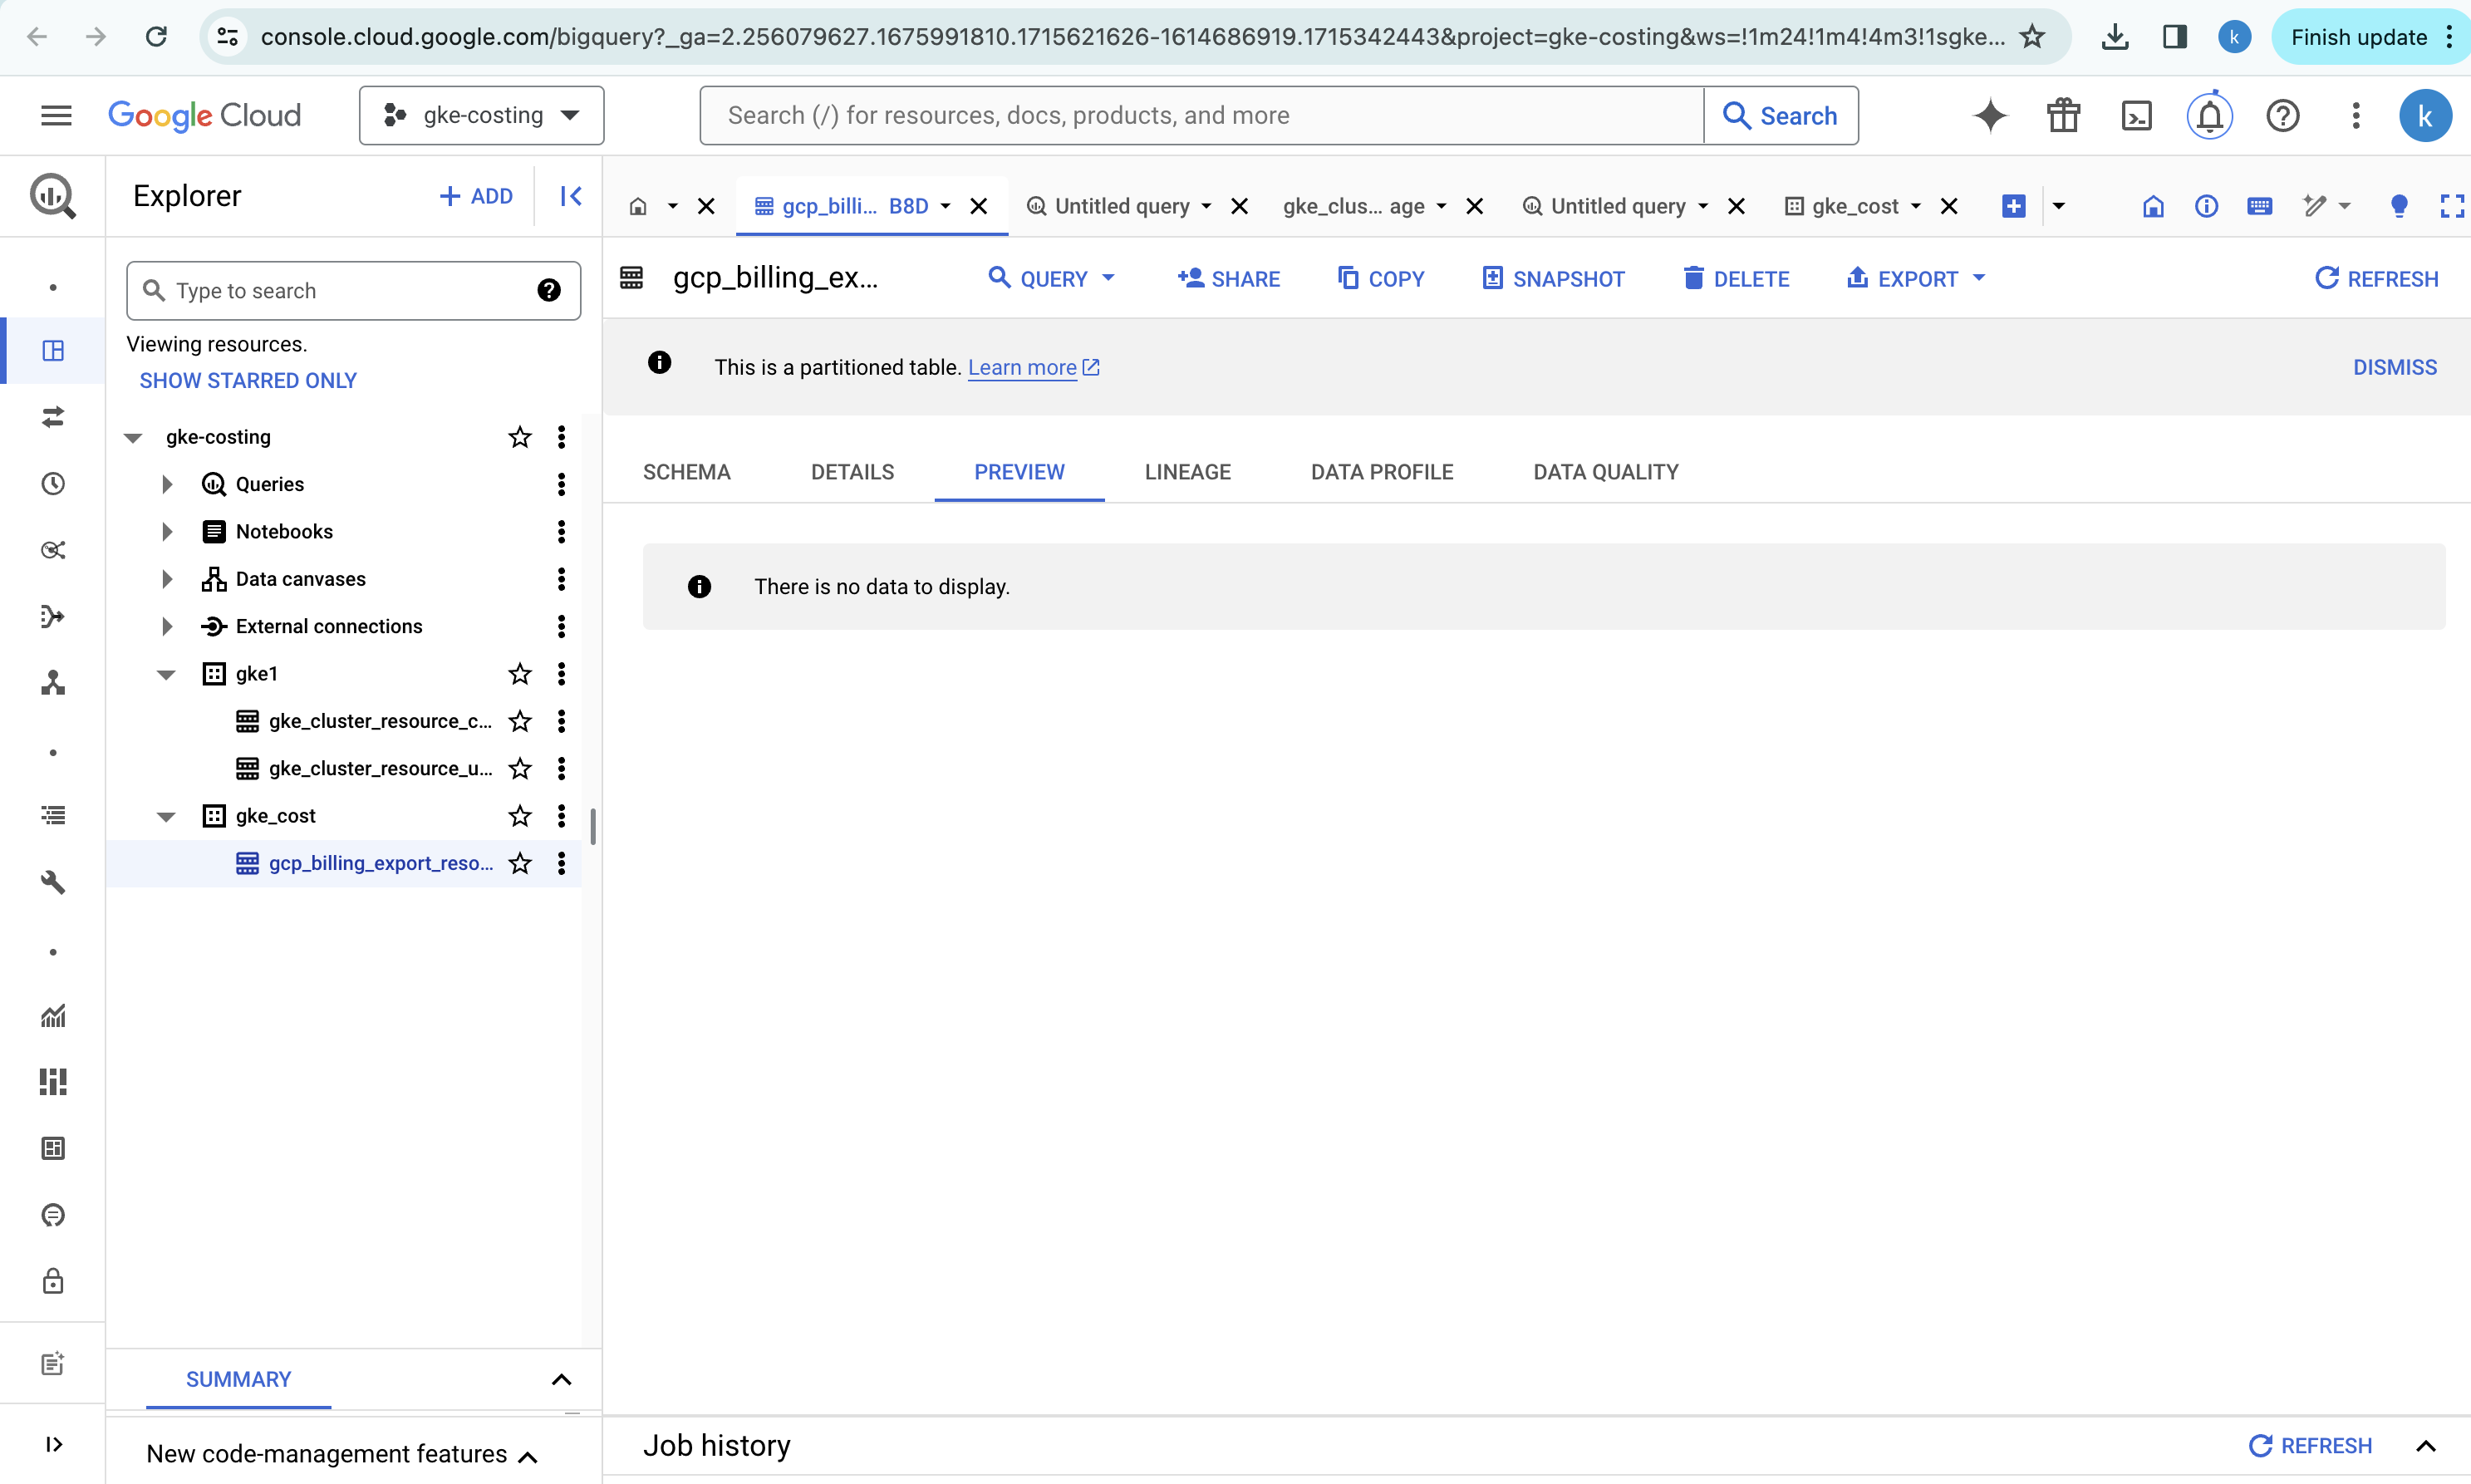 console.cloud.google.com/bigquery?_ga=2.256079627.1675991810.1715621626-1614686919.1715342443&project=gke-costing&ws=!1m24!1m4!4m3!1sgke...
k
Finish update
Google Cloud
gke-costing
Search (/) for resources, docs, products, and more
Search
k
Explorer
+ ADD
gcp_billi... B8D
Untitled query
gke_clus... age
Untitled query
gke_cost
Type to search
Viewing resources.
SHOW STARRED ONLY
gke-costing
Queries
Notebooks
Data canvases
External connections
gke1
gke_cluster_resource_c...
gke_cluster_resource_u...
gke_cost
gcp_billing_export_reso...
SUMMARY
New code-management features
gcp_billing_ex...
QUERY
SHARE
COPY
SNAPSHOT
DELETE
EXPORT
REFRESH
This is a partitioned table. Learn more
DISMISS
SCHEMA
DETAILS
PREVIEW
LINEAGE
DATA PROFILE
DATA QUALITY
There is no data to display.
Job history
REFRESH